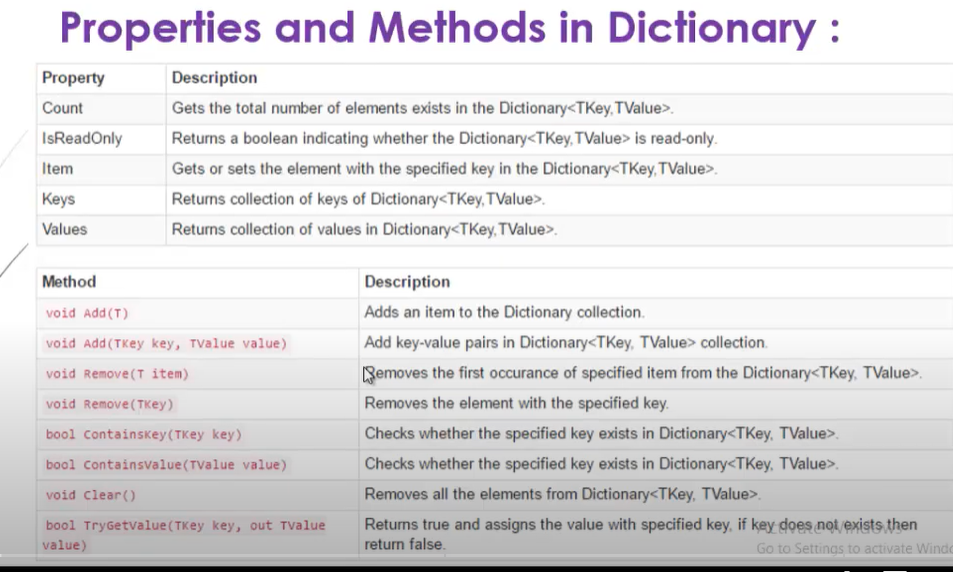 Properties and Methods in Dictionary :
Property Description
Count Gets the total number of elements exists in the Dictionary<TKey,TValue>.
IsReadOnly Returns a boolean indicating whether the Dictionary<TKey,TValue> is read-only.
Item Gets or sets the element with the specified key in the Dictionary<TKey,TValue>.
Keys Returns collection of keys of Dictionary<TKey,TValue>.
Values Returns collection of values in Dictionary<TKey,TValue>.
Method Description
void Add(T) Adds an item to the Dictionary collection.
void Add(TKey key, TValue value) Add key-value pairs in Dictionary<TKey, TValue> collection.
void Remove(T item) Removes the first occurance of specified item from the Dictionary<TKey, TValue>.
void Remove(TKey) Removes the element with the specified key.
bool ContainsKey(TKey key) Checks whether the specified key exists in Dictionary<TKey, TValue>.
bool ContainsValue(TValue value) Checks whether the specified key exists in Dictionary<TKey, TValue>.
void Clear() Removes all the elements from Dictionary<TKey, TValue>.
bool TryGetValue(TKey key, out TValue Returns true and assigns the value with specified key, if key does not exists then
value) return false.
Activate Windows
Go to Settings to activate Windo